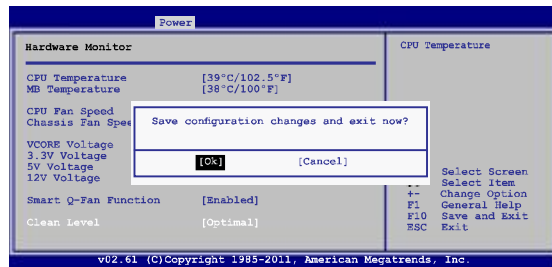 Power
Hardware Monitor
CPU Temperature
CPU Temperature [39°C/102.5°F]
MB Temperature [38°C/100°F]
CPU Fan Speed
Chassis Fan Spee
Save configuration changes and exit now?
[Ok] [Cancel]
VCORE Voltage
3.3V Voltage
5V Voltage
12V Voltage
Smart Q-Fan Function [Enabled]
Clean Level [Optimal]
Select Screen
Select Item
+- Change Option
F1 General Help
F10 Save and Exit
ESC Exit
v02.61 (C)Copyright 1985-2011, American Megatrends, Inc.